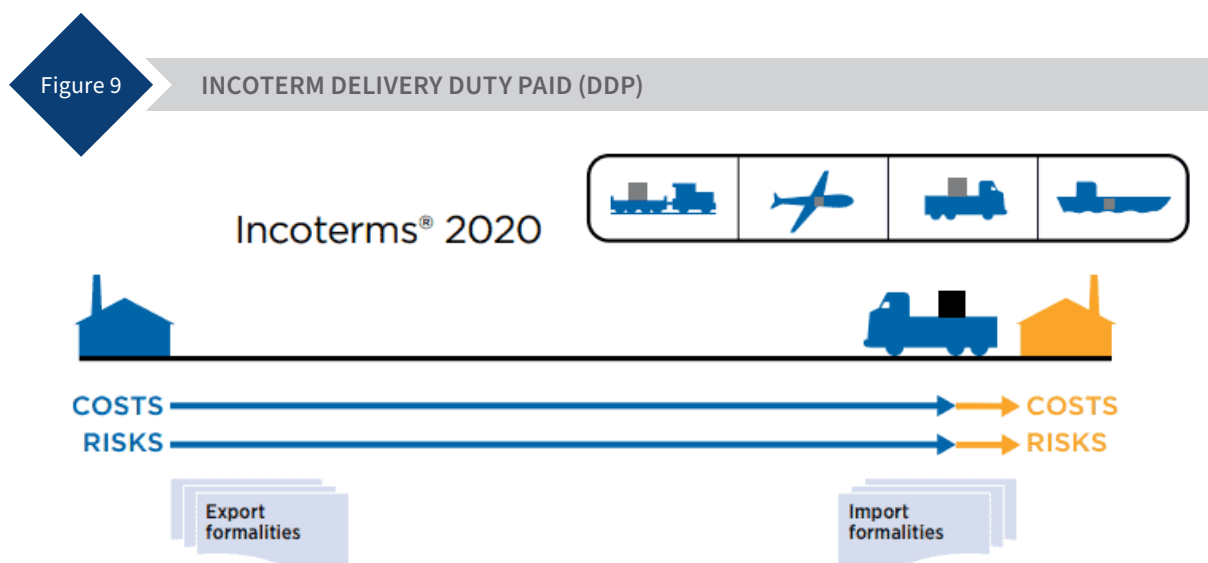 Figure 9
INCOTERM DELIVERY DUTY PAID (DDP)
Incoterms® 2020
COSTS
COSTS
RISKS
RISKS
Export
formalities
Import
formalities